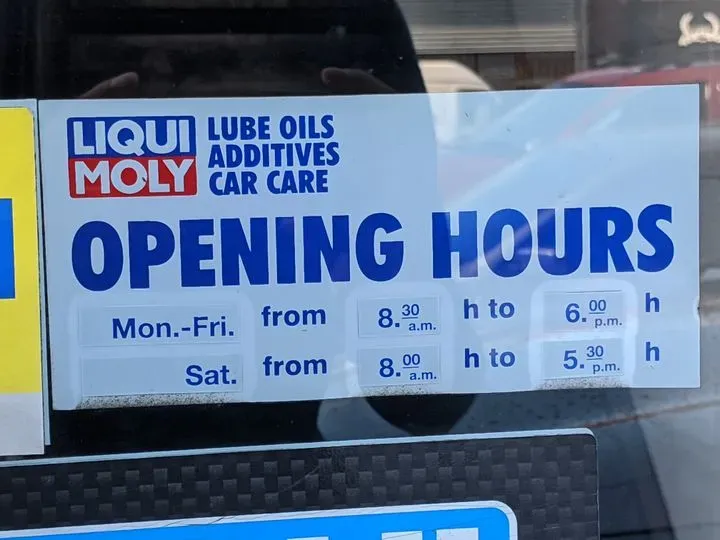 LIQUI MOLY
LUBE OILS
ADDITIVES
CAR CARE
OPENING HOURS
Mon.-Fri. from 8.30 a.m. h to 6.00 p.m. h
Sat. from 8.00 a.m. h to 5.30 p.m. h